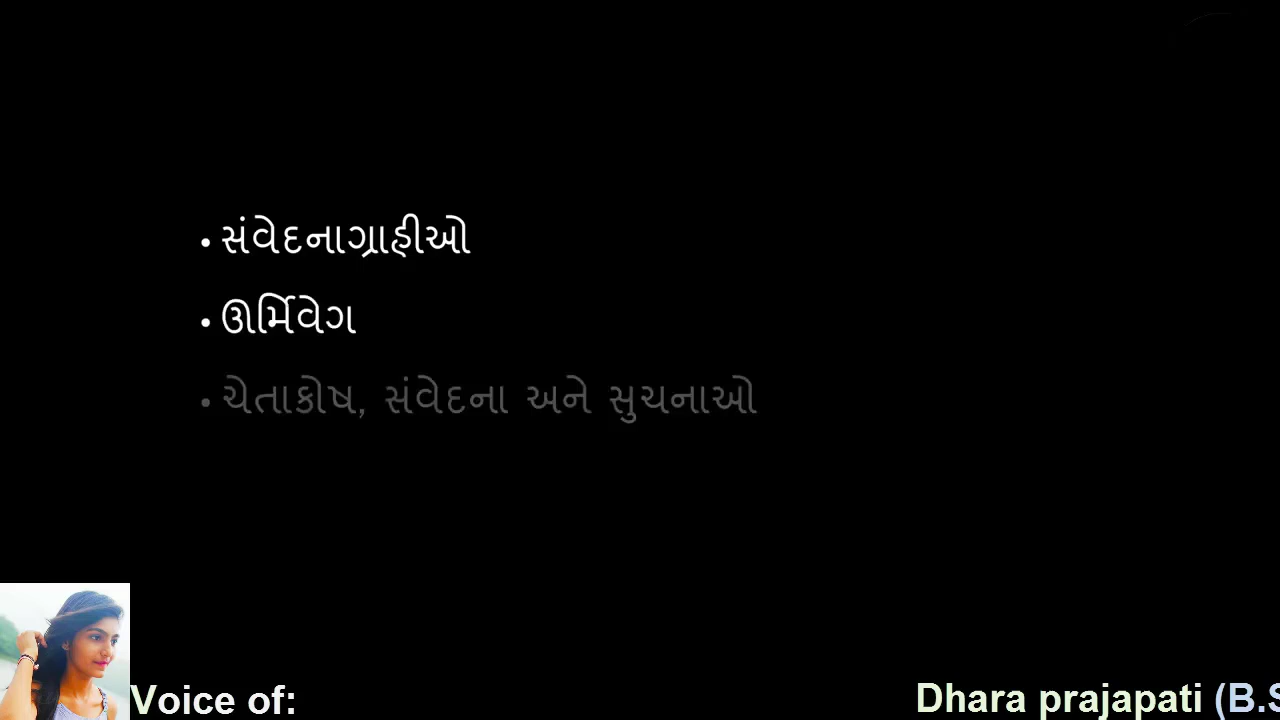 • સંવેદનાગ્રાહીઓ
• ઊર્મિવેગ
• ચેતાકોષ, સંવેદના અને સુચનાઓ
Voice of:
Dhara prajapati (B.S